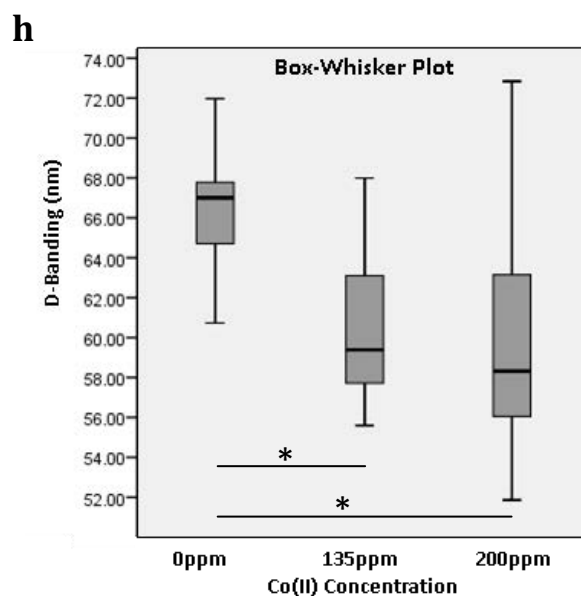 h
Box-Whisker Plot
D-Banding (nm)
74.00
72.00
70.00
68.00
66.00
64.00
62.00
60.00
58.00
56.00
54.00
52.00
*
*
0ppm 135ppm 200ppm
Co(II) Concentration